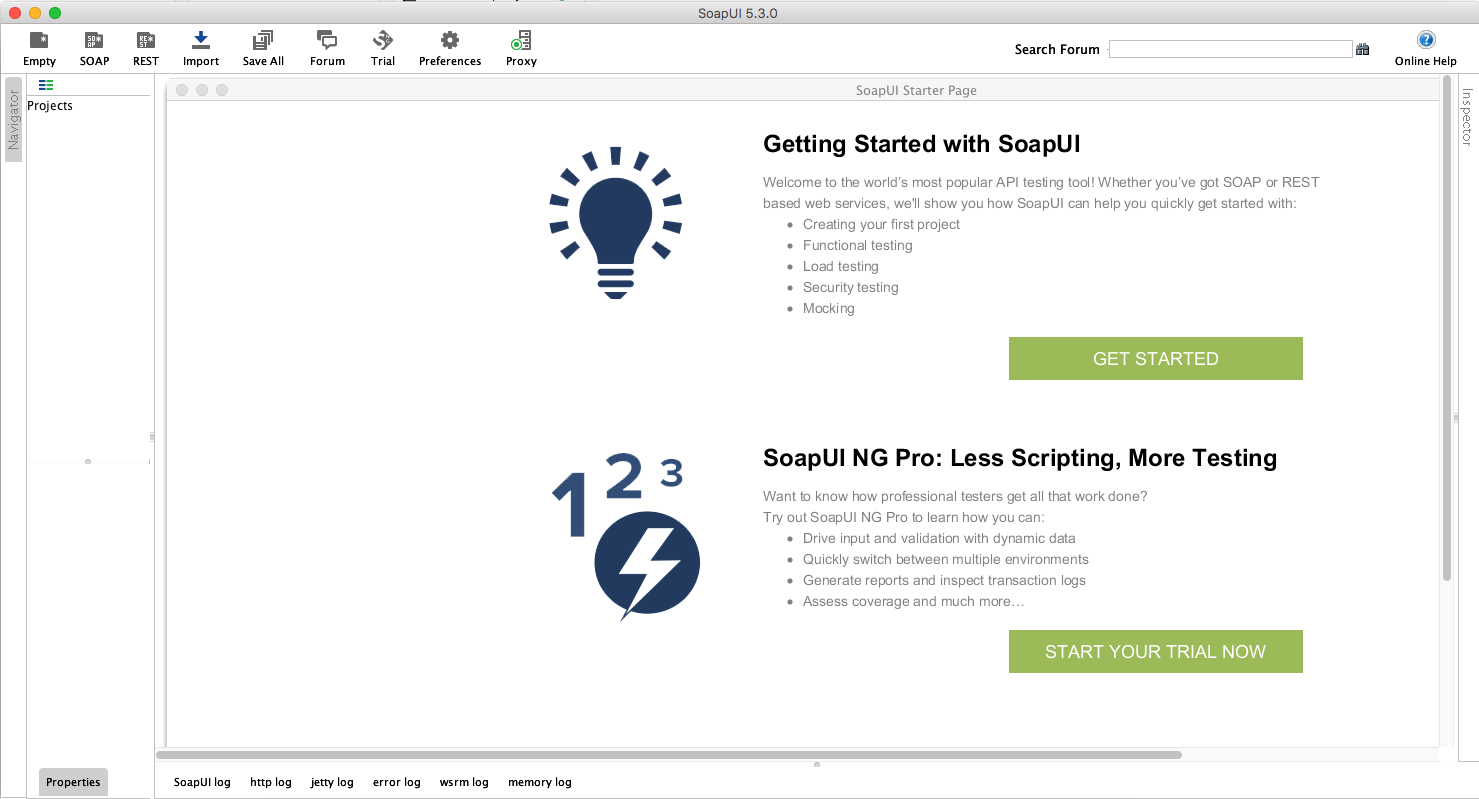 SoapUI 5.3.0
Empty
SOAP
REST
Import
Save All
Forum
Trial
Preferences
Proxy
Search Forum
Online Help
Navigator
Projects
SoapUI Starter Page
Inspector
Getting Started with SoapUI
Welcome to the world’s most popular API testing tool! Whether you’ve got SOAP or REST
based web services, we'll show you how SoapUI can help you quickly get started with:
• Creating your first project
• Functional testing
• Load testing
• Security testing
• Mocking
GET STARTED
1 2 3
SoapUI NG Pro: Less Scripting, More Testing
Want to know how professional testers get all that work done?
Try out SoapUI NG Pro to learn how you can:
• Drive input and validation with dynamic data
• Quickly switch between multiple environments
• Generate reports and inspect transaction logs
• Assess coverage and much more…
START YOUR TRIAL NOW
Properties
SoapUI log
http log
jetty log
error log
wsrm log
memory log